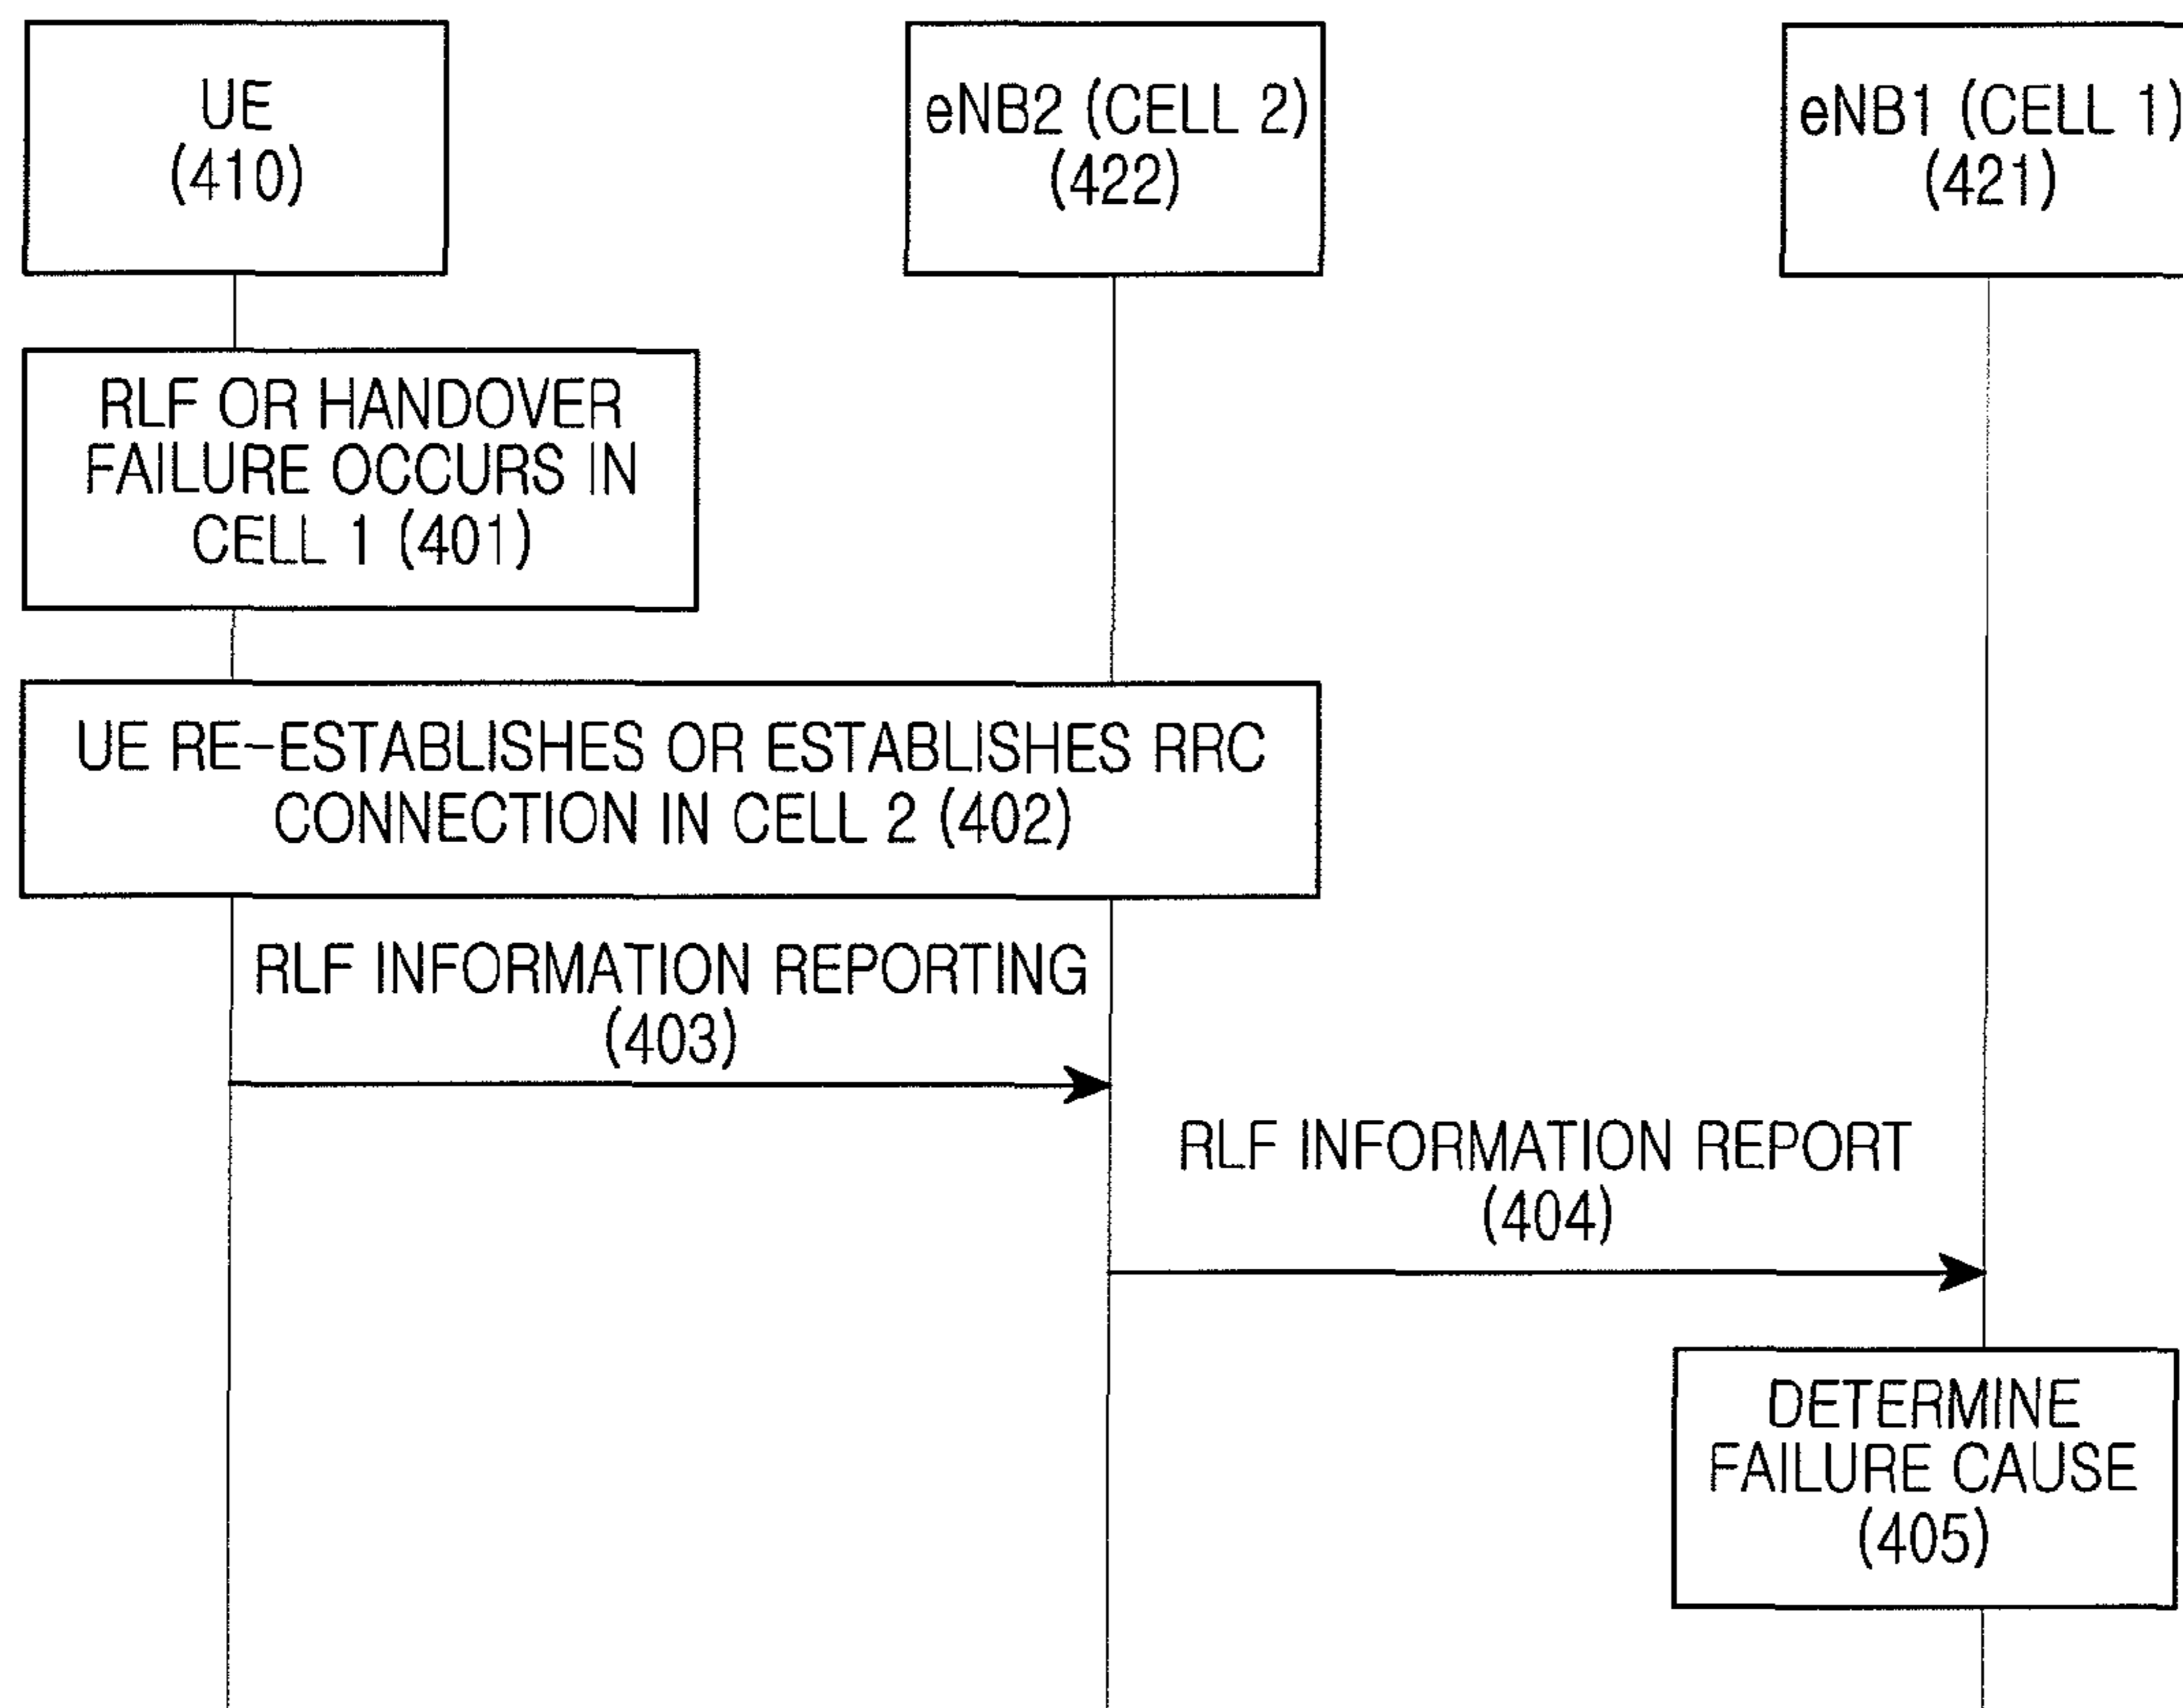 UE
(410)
eNB2 (CELL 2)
(422)
eNB1 (CELL 1)
(421)
RLF OR HANDOVER
FAILURE OCCURS IN
CELL 1 (401)
UE RE-ESTABLISHES OR ESTABLISHES RRC
CONNECTION IN CELL 2 (402)
RLF INFORMATION REPORTING
(403)
RLF INFORMATION REPORT
(404)
DETERMINE
FAILURE CAUSE
(405)